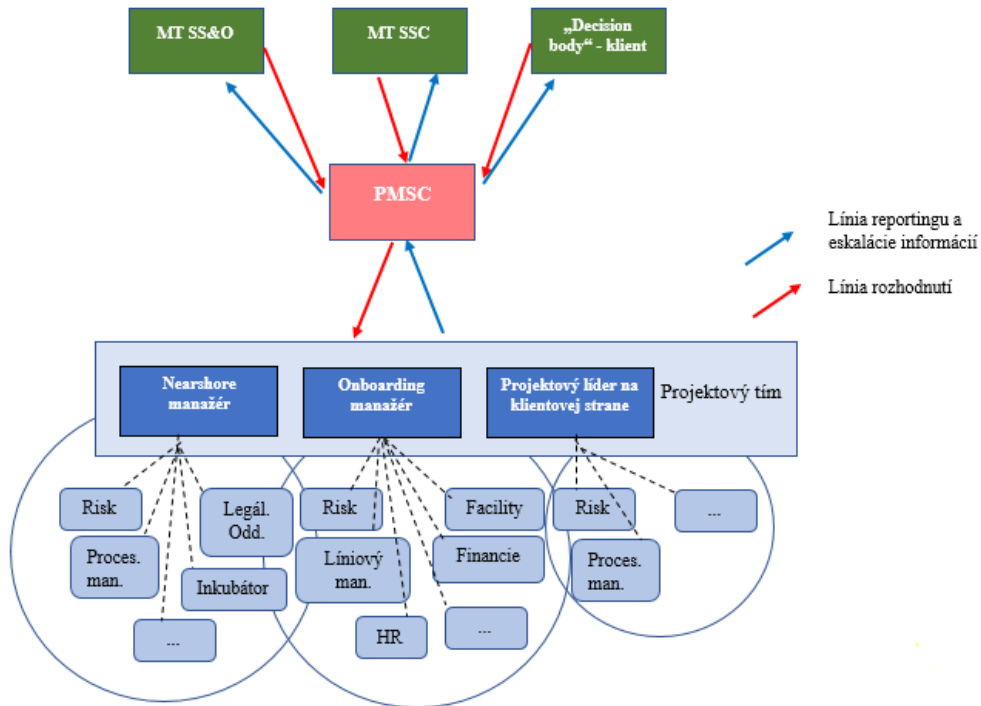 MT SS&O
MT SSC
„Decision
body“ - klient
PMSC
Línia reportingu a
eskalácie informácií
Línia rozhodnutí
Nearshore
manažér
Onboarding
manažér
Projektový líder na
klientovej strane
Projektový tím
Risk
Legál.
Odd.
Proces.
man.
Inkubátor
...
Risk
Facility
Líniový
man.
Financie
HR
...
Risk
...
Proces.
man.